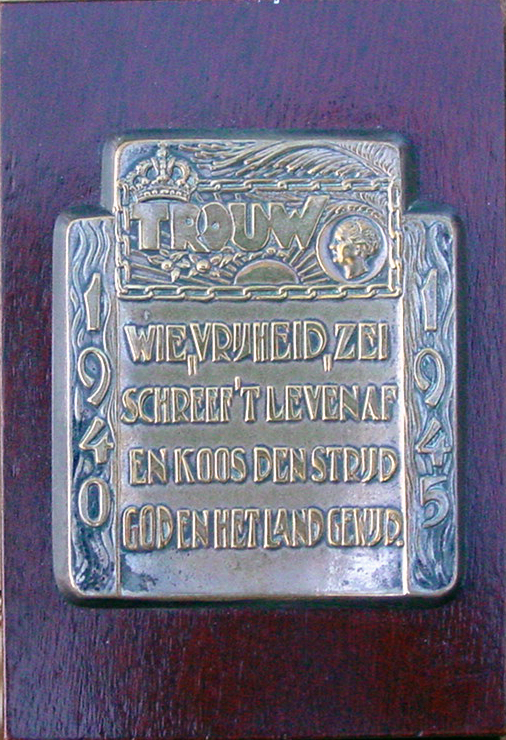 TROUW
WIE „VRIJHEID„ ZEI
SCHREEF 'T LEVEN AF
EN KOOS DEN STRIJD
GOD EN HET LAND GEWIJD.
1940
1945